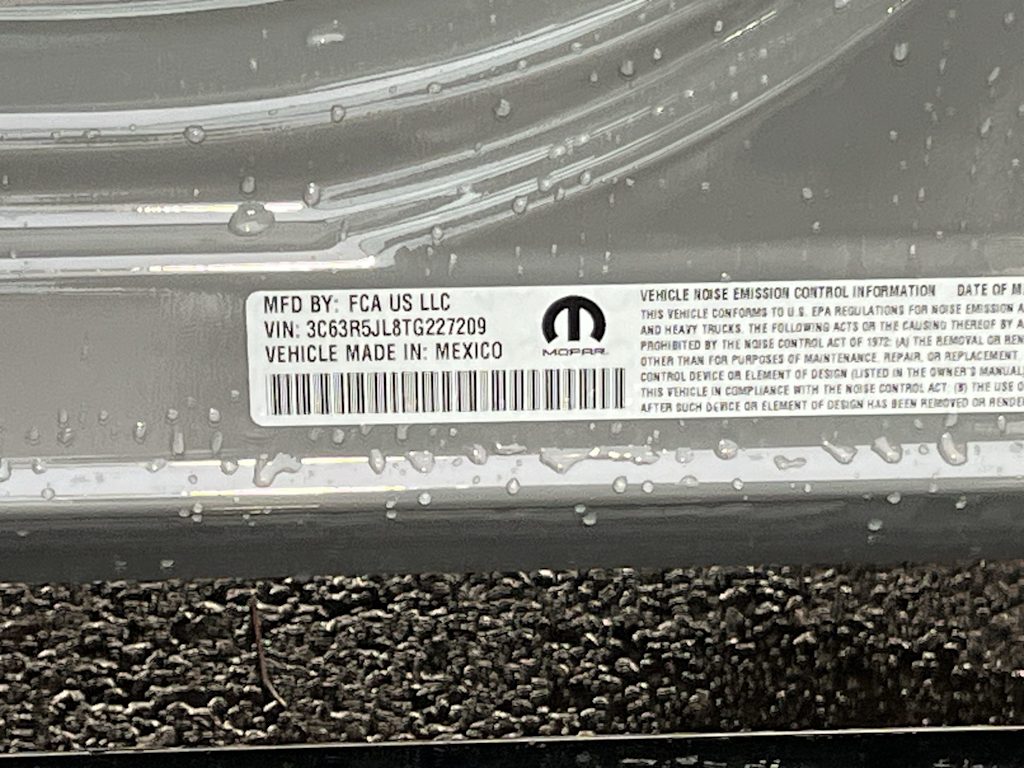 MFD BY: FCA US LLC
VIN: 3C63R5JL8TG227209
VEHICLE MADE IN: MEXICO
MOPAR
VEHICLE NOISE EMISSION CONTROL INFORMATION DATE OF
THIS VEHICLE CONFORMS TO U.S. EPA REGULATIONS FOR NOISE EMISSION
AND HEAVY TRUCKS. THE FOLLOWING ACTS OR THE CAUSING THEREOF BY
PROHIBITED BY THE NOISE CONTROL ACT OF 1972: (A) THE REMOVAL OR
OTHER THAN FOR PURPOSES OF MAINTENANCE, REPAIR, OR REPLACEMENT,
CONTROL DEVICE OR ELEMENT OF DESIGN (LISTED IN THE OWNER'S MANUAL)
THIS VEHICLE IN COMPLIANCE WITH THE NOISE CONTROL ACT: (B) THE USE
AFTER SUCH DEVICE OR ELEMENT OF DESIGN HAS BEEN REMOVED OR